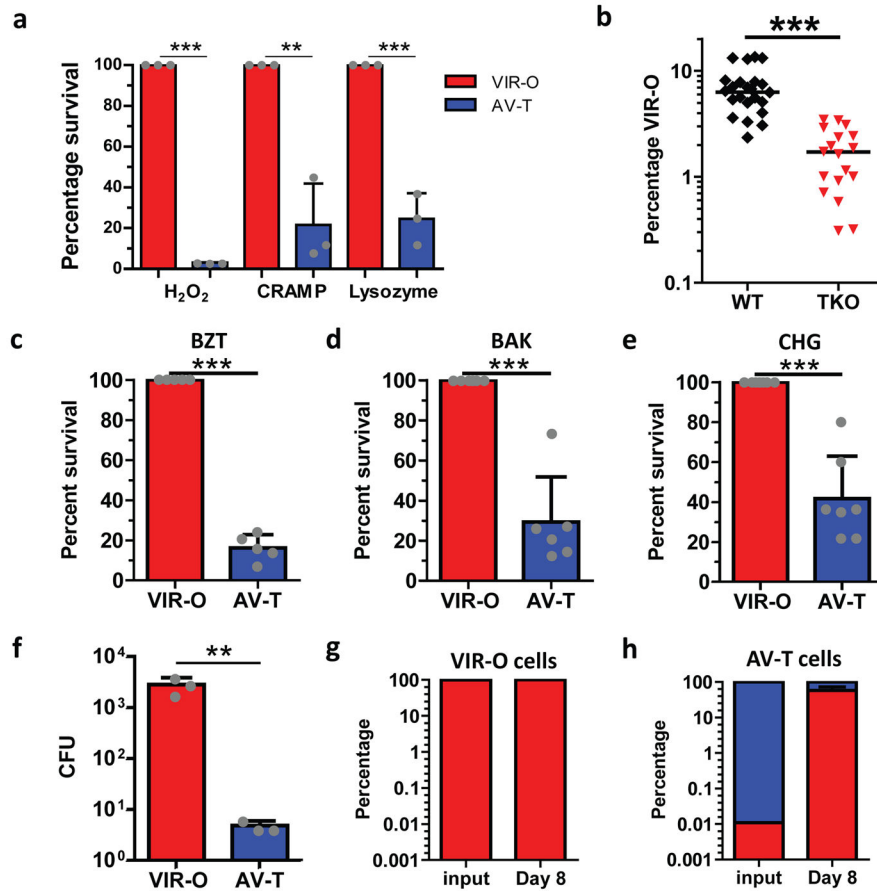 a
***
**
***
Percentage survival
100
80
60
40
20
0
H₂O₂
CRAMP
Lysozyme
VIR-O
AV-T
b
***
Percentage VIR-O
10
1
0.1
WT
TKO
c
BZT
***
Percent survival
100
80
60
40
20
0
VIR-O
AV-T
d
BAK
***
Percent survival
100
80
60
40
20
0
VIR-O
AV-T
e
CHG
***
Percent survival
100
80
60
40
20
0
VIR-O
AV-T
f
**
CFU
10⁴
10³
10²
10¹
10⁰
VIR-O
AV-T
g
VIR-O cells
Percentage
100
10
1
0.1
0.01
0.001
input
Day 8
h
AV-T cells
Percentage
100
10
1
0.1
0.01
0.001
input
Day 8